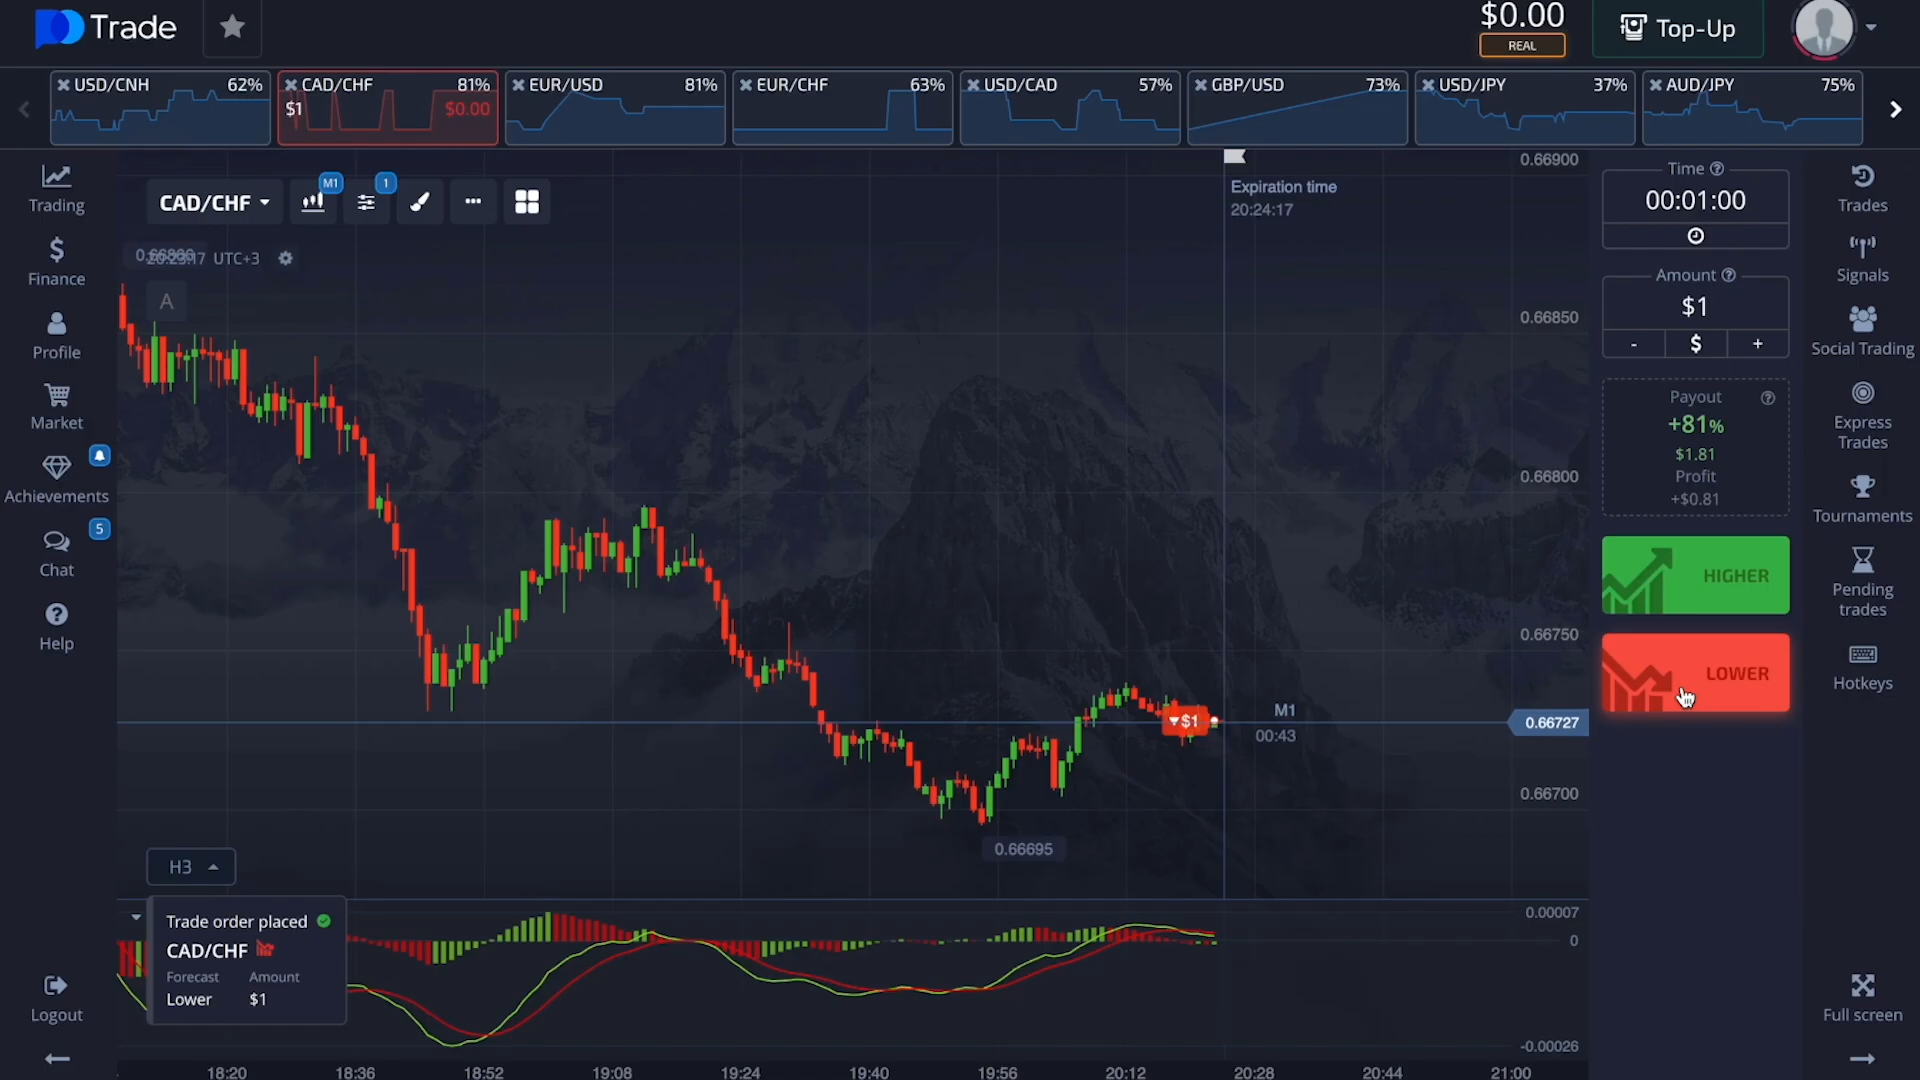 Trade
$0.00
REAL
Top-Up
USD/CNH 62%
CAD/CHF 81%
$1 $0.00
EUR/USD 81%
EUR/CHF 63%
USD/CAD 57%
GBP/USD 73%
USD/JPY 37%
AUD/JPY 75%
Trading
Finance
Profile
Market
Achievements
5
Chat
Help
Logout
CAD/CHF
M1
1
20:23:17 UTC+3
A
Expiration time
20:24:17
0.66900
0.66850
0.66800
0.66750
0.66727
0.66700
M1
00:43
$1
0.66695
H3
Trade order placed
CAD/CHF
Forecast Amount
Lower $1
0.00007
0
-0.00026
18:20 18:36 18:52 19:08 19:24 19:40 19:56 20:12 20:28 20:44 21:00
Time
00:01:00
Amount
$1
- $ +
Payout
+81%
$1.81
Profit
+$0.81
HIGHER
LOWER
Trades
Signals
Social Trading
Express
Trades
Tournaments
Pending
trades
Hotkeys
Full screen